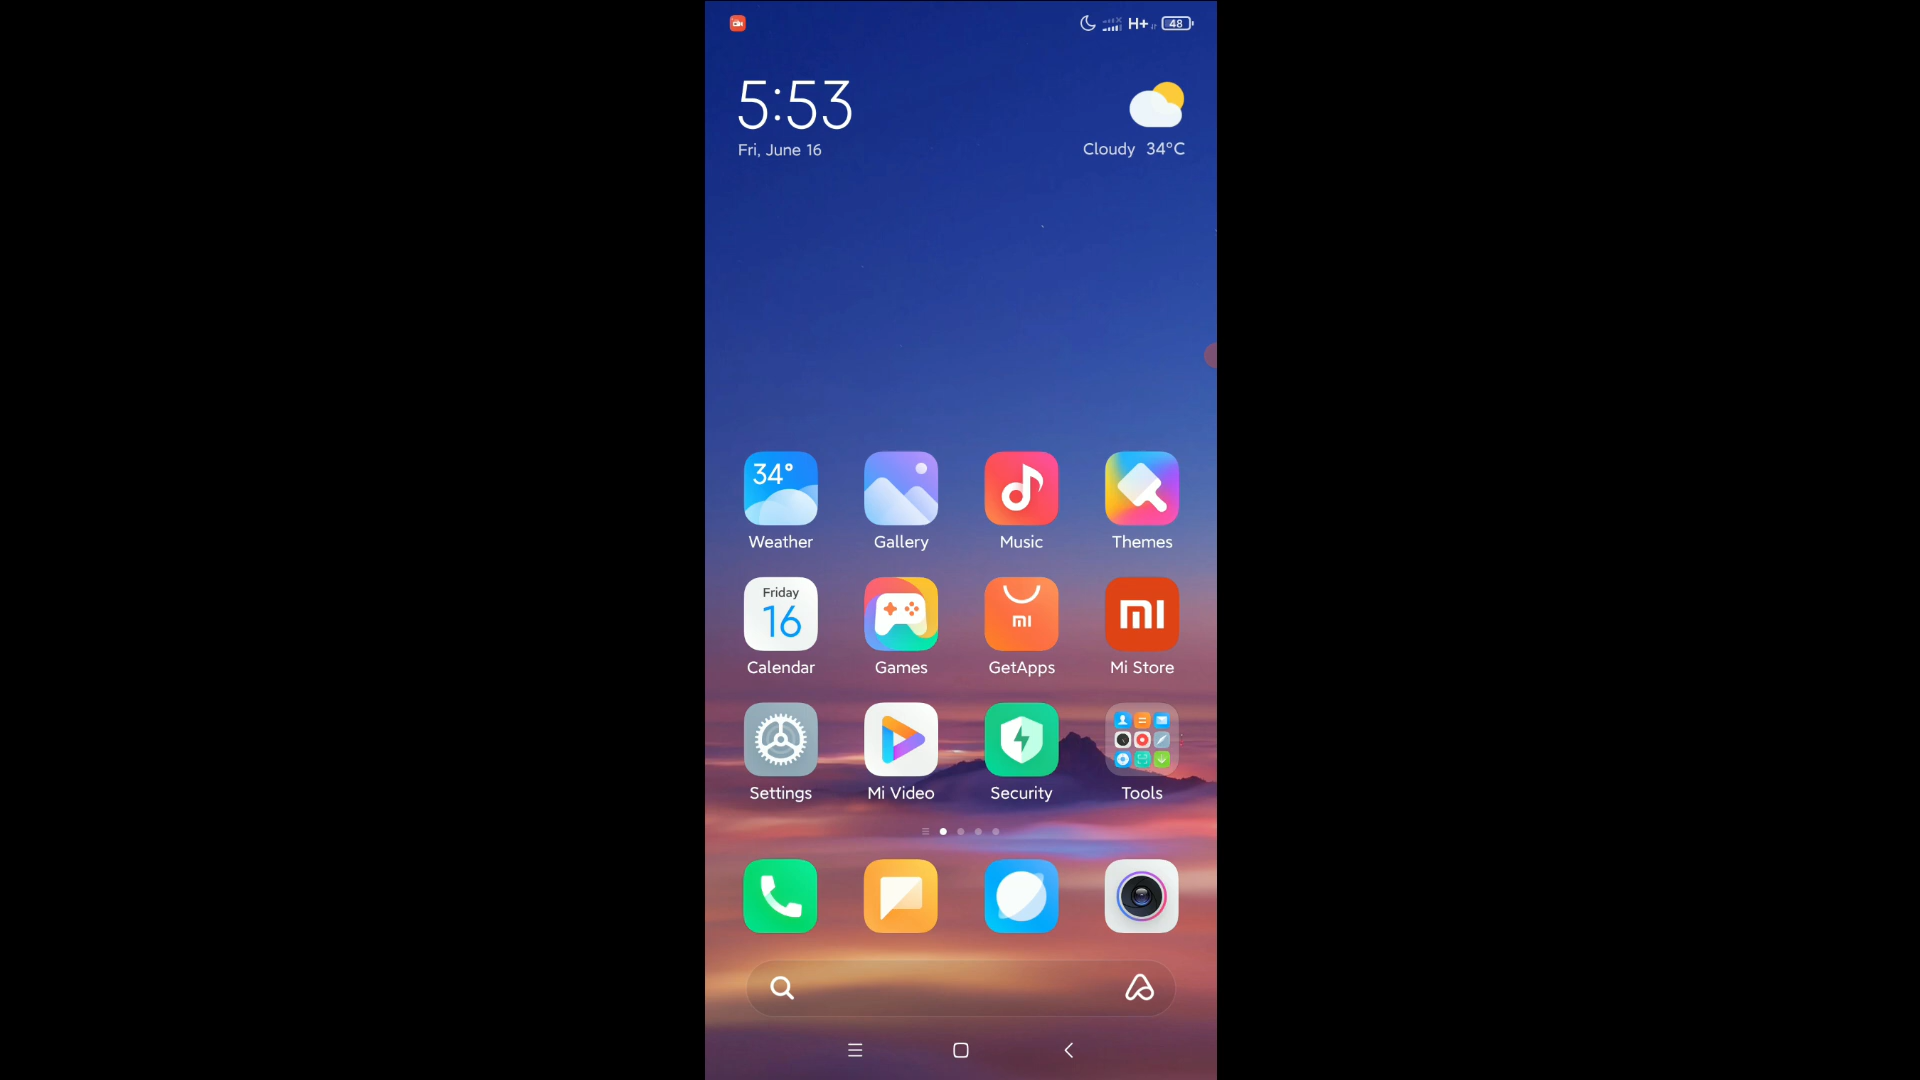 H+ 48
5:53
Fri, June 16
Cloudy 34°C
34°
Weather Gallery Music Themes
Friday
16
mi
mi
Calendar Games GetApps Mi Store
Settings Mi Video Security Tools